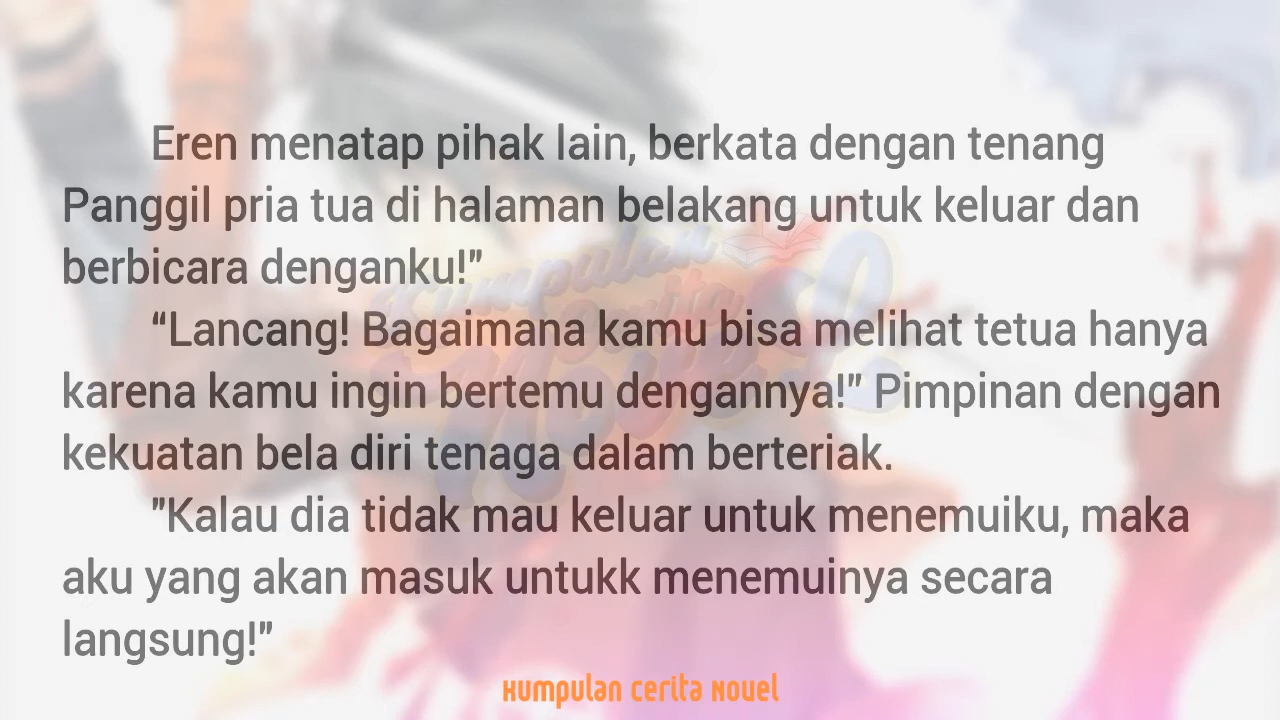 Eren menatap pihak lain, berkata dengan tenang
Panggil pria tua di halaman belakang untuk keluar dan
berbicara denganku!”
“Lancang! Bagaimana kamu bisa melihat tetua hanya
karena kamu ingin bertemu dengannya!” Pimpinan dengan
kekuatan bela diri tenaga dalam berteriak.
"Kalau dia tidak mau keluar untuk menemuiku, maka
aku yang akan masuk untukk menemuinya secara
langsung!”
Kumpulan Cerita Novel
Kumpulan Cerita Novel